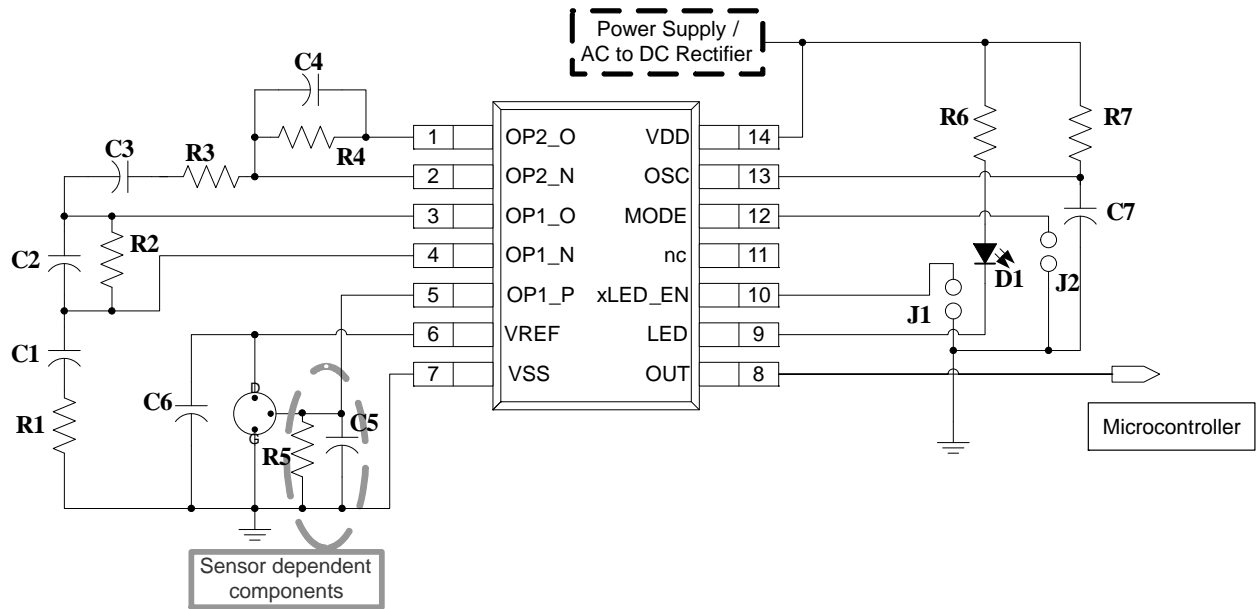 Power Supply /
AC to DC Rectifier
C4
R4
C3
R3
C2
R2
C1
R1
C6
D
G
R5
C5
Sensor dependent
components
1
OP2_O
2
OP2_N
3
OP1_O
4
OP1_N
5
OP1_P
6
VREF
7
VSS
VDD
14
OSC
13
MODE
12
nc
11
xLED_EN
10
LED
9
OUT
8
R6
R7
C7
D1
J2
J1
Microcontroller